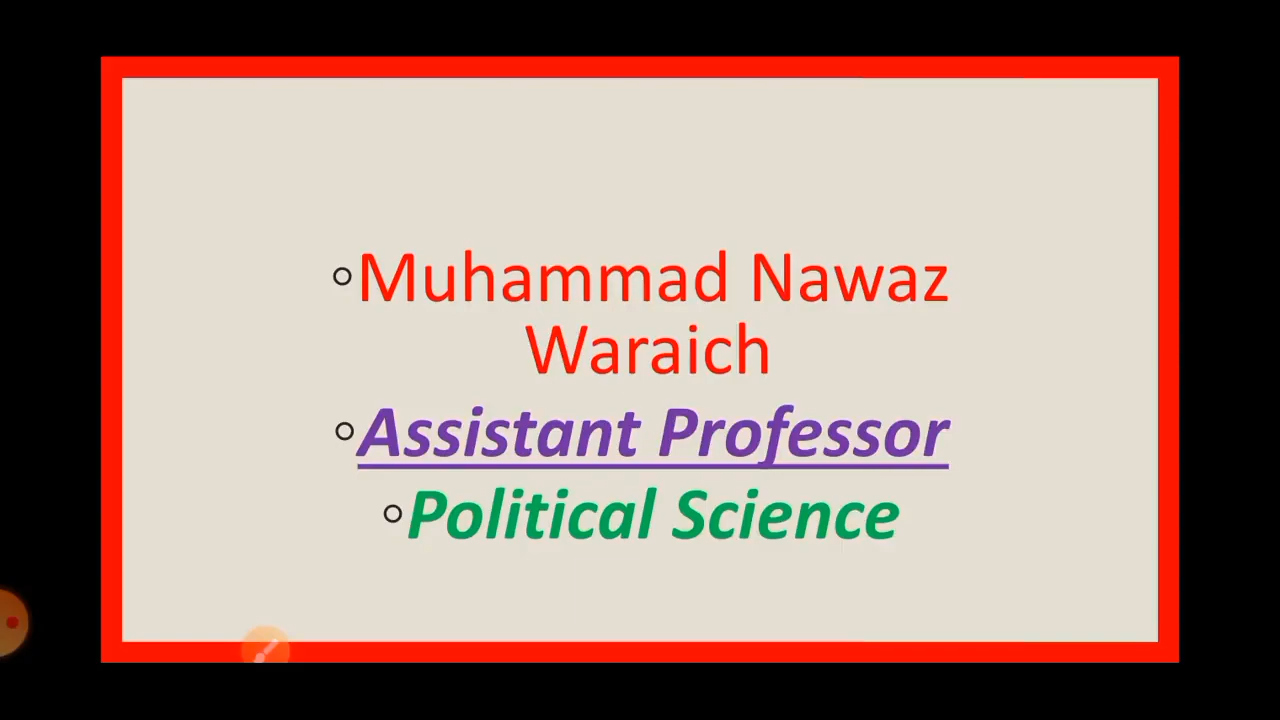 ◦Muhammad Nawaz
Waraich
◦Assistant Professor
◦Political Science